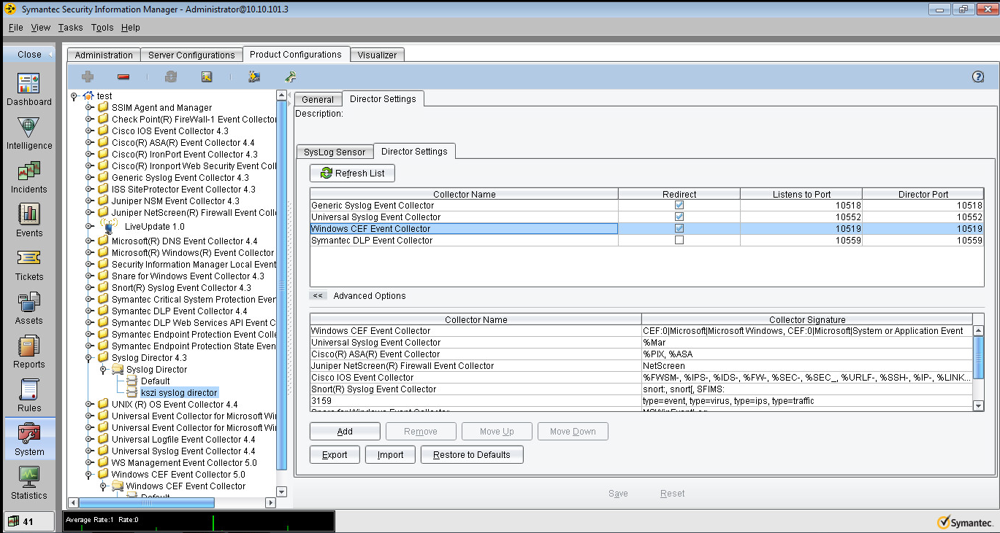 Symantec Security Information Manager - Administrator@10.10.101.3
File View Tasks Tools Help
Close
Dashboard
Intelligence
Incidents
Events
Tickets
Assets
Reports
Rules
System
Statistics
41
Administration Server Configurations Product Configurations Visualizer
test
SSIM Agent and Manager
Check Point(R) FireWall-1 Event Collector
Cisco IOS Event Collector 4.3
Cisco(R) ASA(R) Event Collector 4.4
Cisco(R) IronPort Event Collector 4.3
Cisco(R) Ironport Web Security Event Coll
Generic Syslog Event Collector 4.3
ISS SiteProtector Event Collector 4.3
Juniper NSM Event Collector 4.3
Juniper NetScreen(R) Firewall Event Coll
LiveUpdate 1.0
Microsoft(R) DNS Event Collector 4.4
Microsoft(R) Windows(R) Event Collector
Security Information Manager Local Event
Snare for Windows Event Collector 4.3
Snort(R) Syslog Event Collector 4.3
Symantec Critical System Protection Even
Symantec DLP Event Collector 4.4
Symantec DLP Web Services API Event C
Symantec Endpoint Protection Event Collec
Symantec Endpoint Protection State Even
Syslog Director 4.3
Syslog Director
Default
kszi syslog director
UNIX (R) OS Event Collector 4.4
Universal Event Collector for Microsoft Wi
Universal Event Collector for Microsoft Wi
Universal Logfile Event Collector 4.4
Universal Syslog Event Collector 4.4
WS Management Event Collector 5.0
Windows CEF Event Collector 5.0
Windows CEF Event Collector
Default
General Director Settings
Description:
SysLog Sensor Director Settings
Refresh List
Collector Name Redirect Listens to Port Director Port
Generic Syslog Event Collector 10518 10518
Universal Syslog Event Collector 10552 10552
Windows CEF Event Collector 10519 10519
Symantec DLP Event Collector 10559 10559
<< Advanced Options
Collector Name Collector Signature
Windows CEF Event Collector CEF:0|Microsoft|Microsoft Windows, CEF:0|Microsoft|System or Application Event
Universal Syslog Event Collector %Mar
Cisco(R) ASA(R) Event Collector %PIX, %ASA
Juniper NetScreen(R) Firewall Event Collector NetScreen
Cisco IOS Event Collector %FWSM-, %IPS-, %IDS-, %FW-, %SEC-, %SEC_, %URLF-, %SSH-, %IP-, %LINK...
Snort(R) Syslog Event Collector snort:, snort[, SFIMS:
3159 type=event, type=virus, type=ips, type=traffic
Snare for Windows Event Collector MSWinEventLog
Add Remove Move Up Move Down
Export Import Restore to Defaults
Save Reset
Average Rate:1 Rate:0
Symantec.